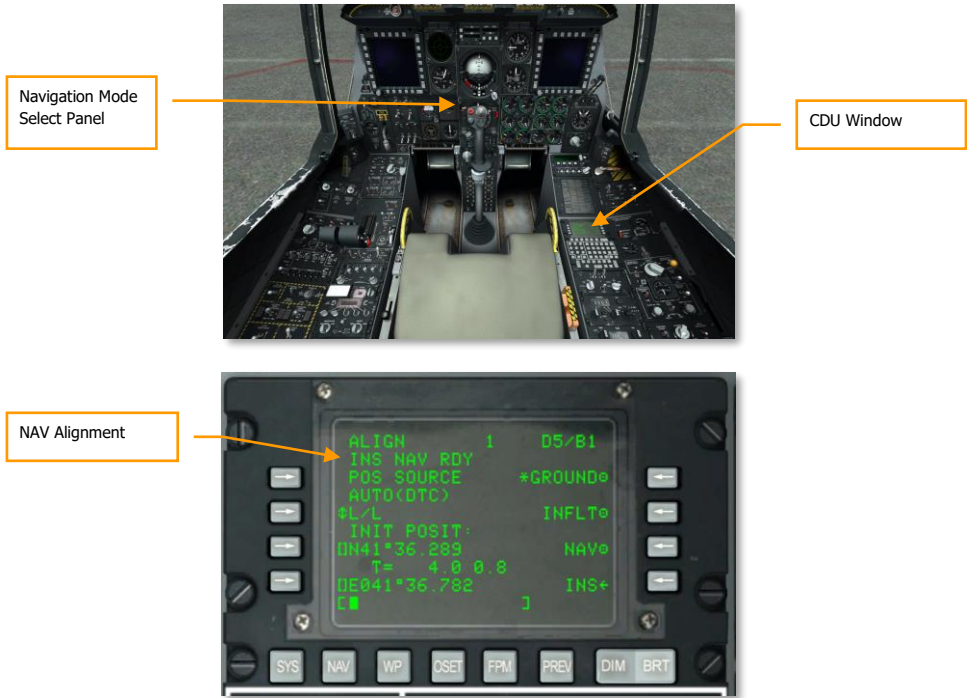 Navigation Mode
Select Panel
CDU Window
NAV Alignment
ALIGN 1 D5/B1
INS NAV RDY
POS SOURCE *GROUND⊙
AUTO(DTC)
↕L/L INFLT⊙
INIT POSIT:
[]N41°36.289 NAV⊙
T= 4.0 0.8
[]E041°36.782 INS←
[ ]
SYS NAV WP OSET FPM PREV DIM BRT